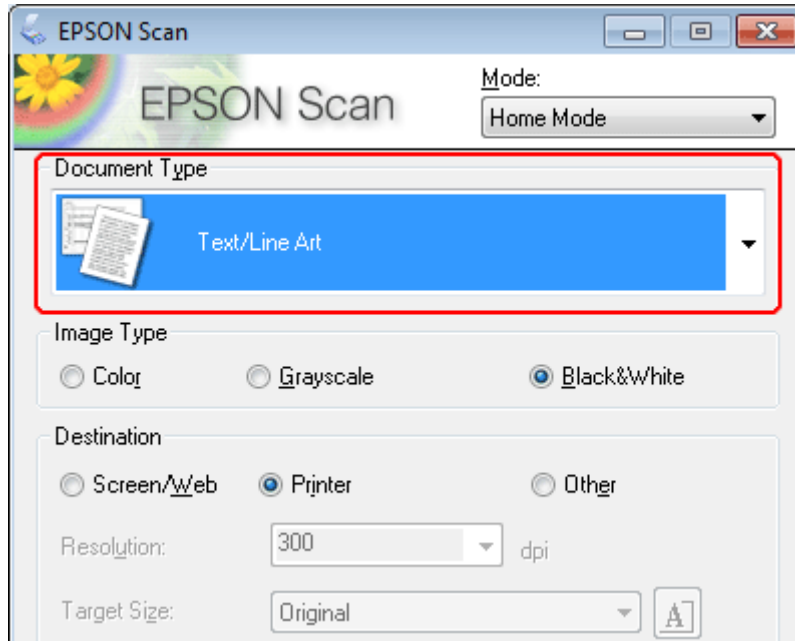 EPSON Scan
EPSON Scan
Mode:
Home Mode
Document Type
Text/Line Art
Image Type
Color Grayscale Black&White
Destination
Screen/Web Printer Other
Resolution: 300 dpi
Target Size: Original A